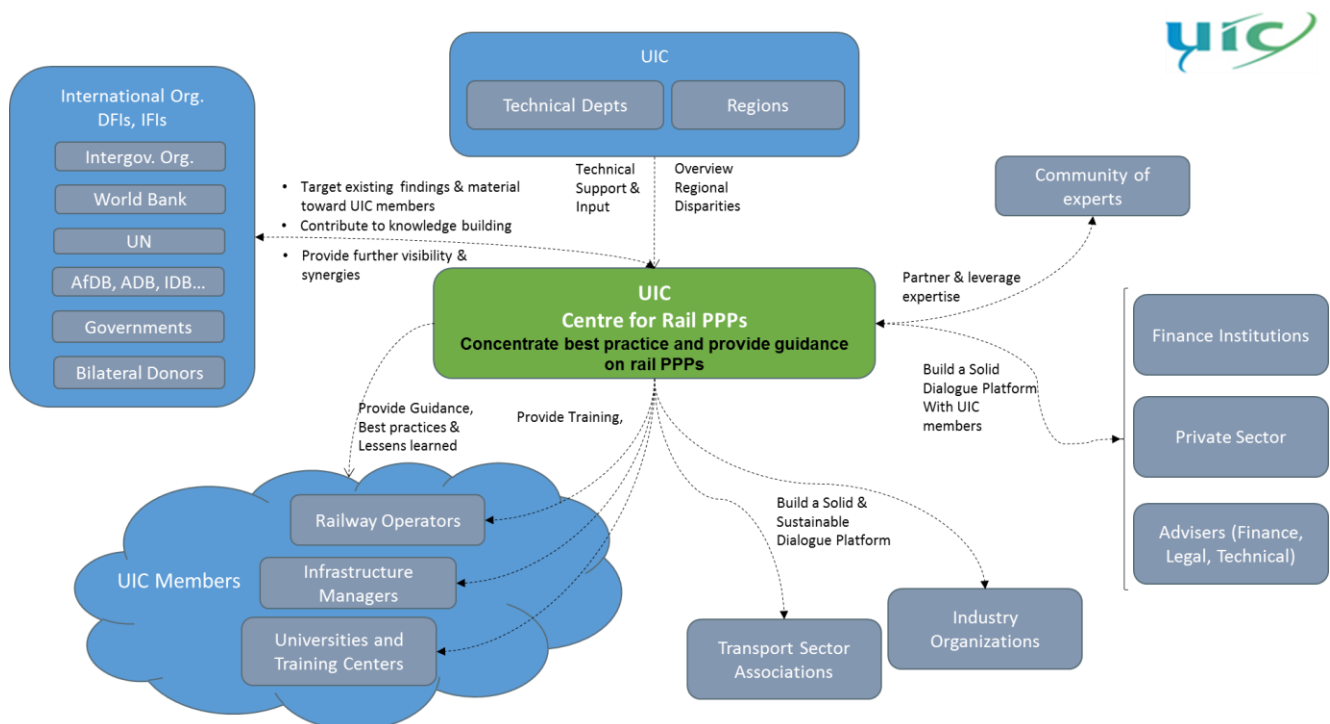 uic
UIC
Technical Depts
Regions
International Org.
DFIs, IFIs
Intergov. Org.
World Bank
UN
AfDB, ADB, IDB...
Governments
Bilateral Donors
• Target existing findings & material
toward UIC members
• Contribute to knowledge building
• Provide further visibility &
synergies
Technical
Support &
Input
Overview
Regional
Disparities
Community of
experts
Partner & leverage
expertise
UIC
Centre for Rail PPPs
Concentrate best practice and provide guidance
on rail PPPs
Build a Solid
Dialogue Platform
With UIC
members
Finance Institutions
Private Sector
Advisers (Finance,
Legal, Technical)
Provide Guidance,
Best practices &
Lessens learned
Provide Training,
Build a Solid &
Sustainable
Dialogue Platform
UIC Members
Railway Operators
Infrastructure
Managers
Universities and
Training Centers
Transport Sector
Associations
Industry
Organizations